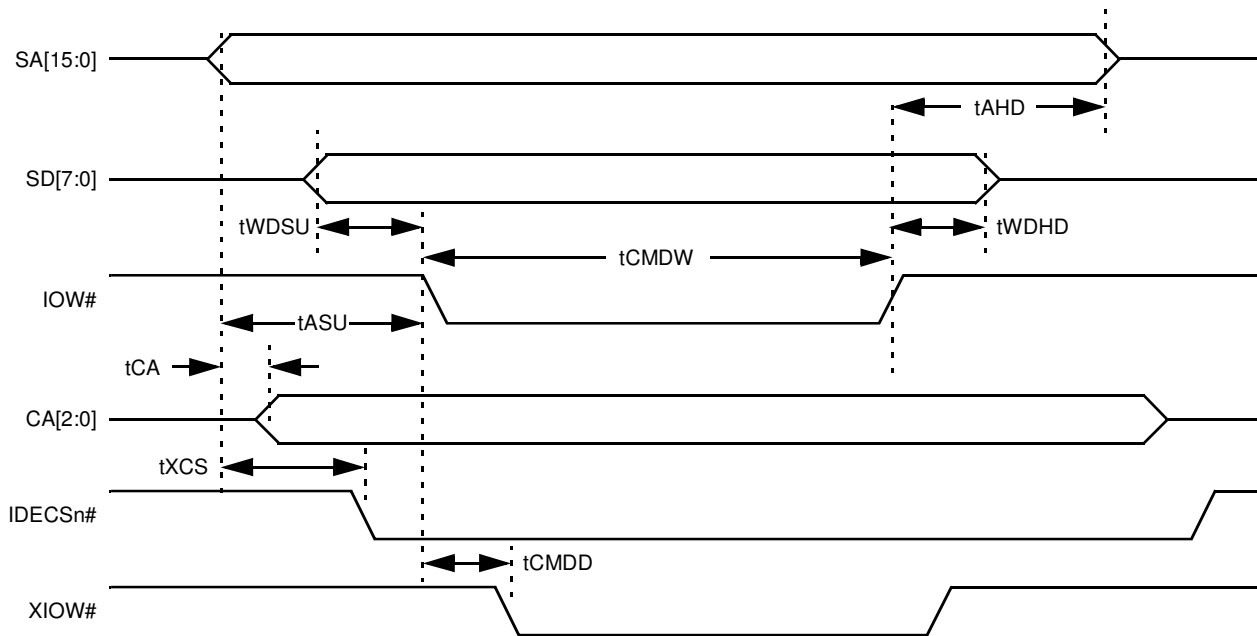 SA[15:0]
tAHD
SD[7:0]
tWDSU
tWDHD
tCMDW
IOW#
tASU
tCA
CA[2:0]
tXCS
IDECSn#
tCMDD
XIOW#